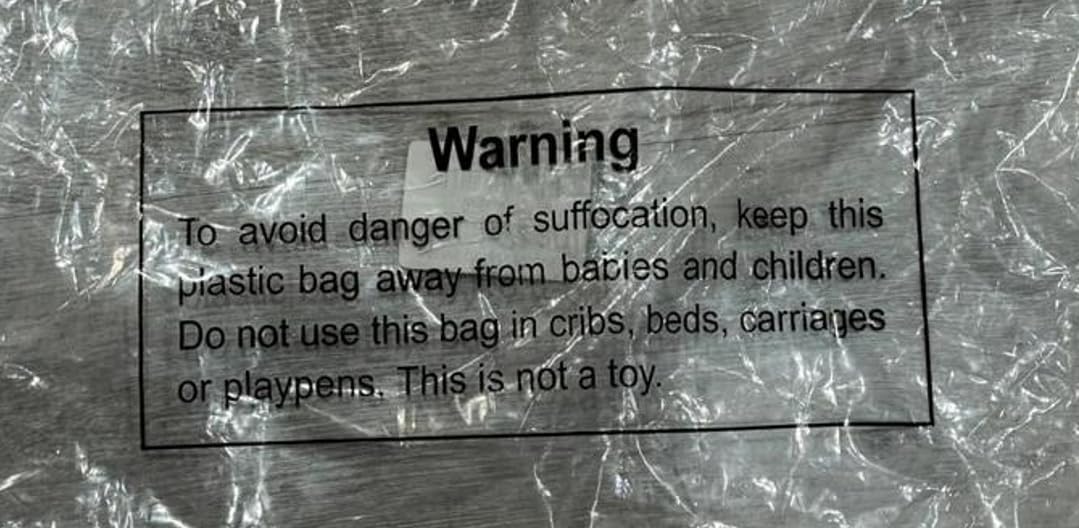 Warning
To avoid danger of suffocation, keep this
plastic bag away from babies and children.
Do not use this bag in cribs, beds, carriages
or playpens. This is not a toy.